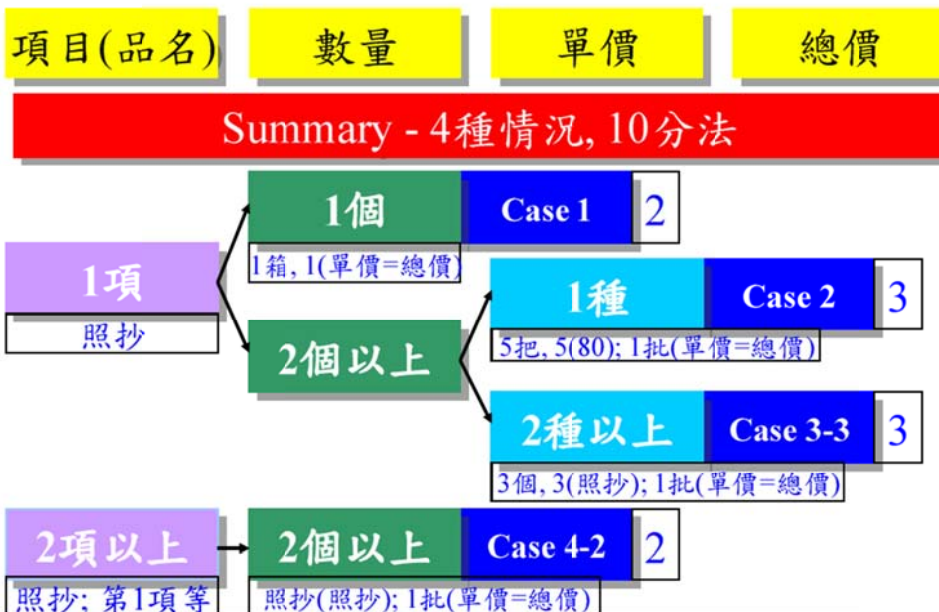 項目(品名) 數量 單價 總價
Summary - 4種情況, 10分法
1個 Case 1 2
1箱, 1(單價=總價)
1項
照抄
1種 Case 2 3
5把, 5(80); 1批(單價=總價)
2個以上
2種以上 Case 3-3 3
3個, 3(照抄); 1批(單價=總價)
2項以上 2個以上 Case 4-2 2
照抄; 第1項等 照抄(照抄); 1批(單價=總價)